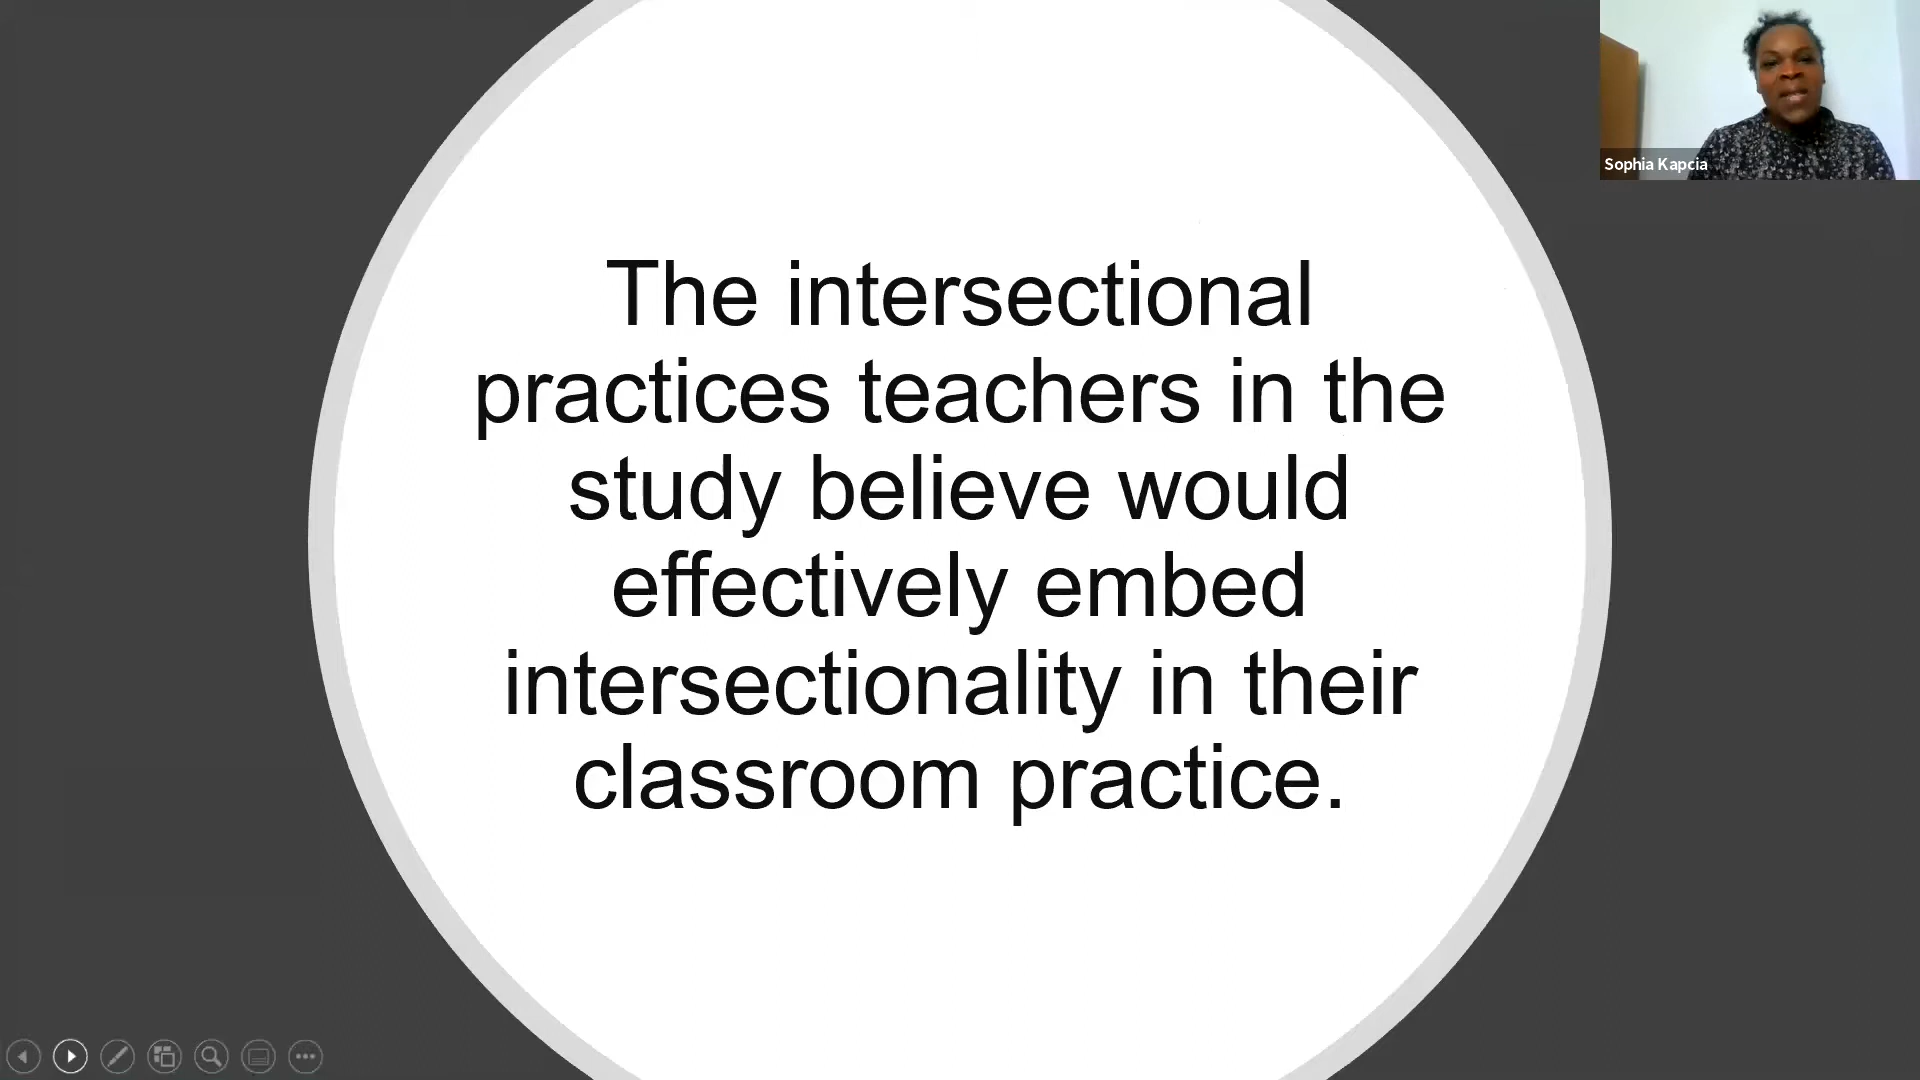 The intersectional
practices teachers in the
study believe would
effectively embed
intersectionality in their
classroom practice.
Sophia Kapcia